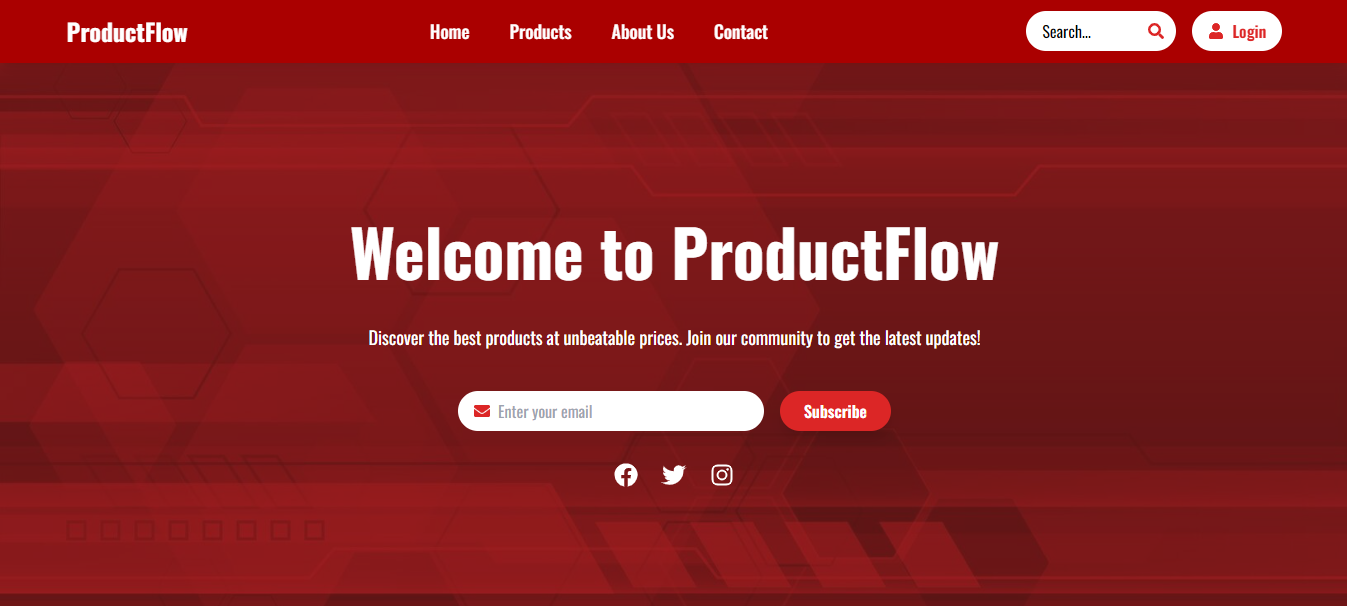 ProductFlow Home Products About Us Contact Search... Login
Welcome to ProductFlow
Discover the best products at unbeatable prices. Join our community to get the latest updates!
Enter your email Subscribe